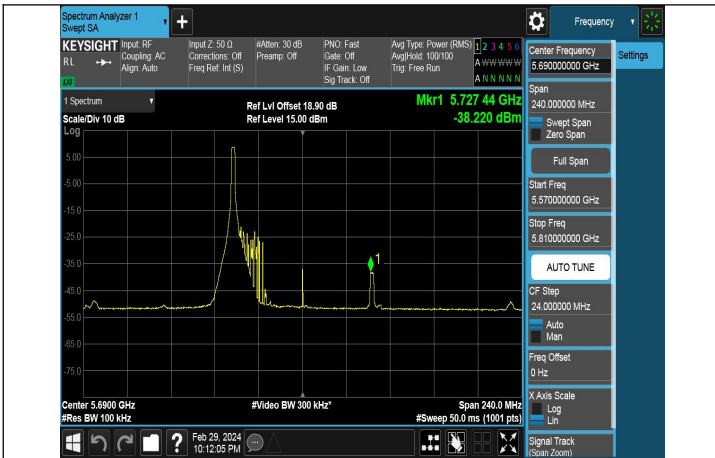 Spectrum Analyzer 1
Swept SA
+
Frequency
KEYSIGHT
RL
Input: RF
Coupling: AC
Align: Auto
Input Z: 50 Ω
Corrections: Off
Freq Ref: Int (S)
#Atten: 30 dB
Preamp: Off
PNO: Fast
Gate: Off
IF Gain: Low
Sig Track: Off
Avg Type: Power (RMS)
Avg|Hold: 100/100
Trig: Free Run
1 2 3 4 5 6
A W W W W W
A N N N N N
1 Spectrum
Scale/Div 10 dB
Log
Ref Lvl Offset 18.90 dB
Ref Level 15.00 dBm
Mkr1 5.727 44 GHz
-38.220 dBm
5.00
-5.00
-15.0
-25.0
-35.0
-45.0
-55.0
-65.0
-75.0
1
Center 5.6900 GHz
#Res BW 100 kHz
#Video BW 300 kHz*
Span 240.0 MHz
#Sweep 50.0 ms (1001 pts)
?
Feb 29, 2024
10:12:05 PM
Center Frequency
5.690000000 GHz
Settings
Span
240.000000 MHz
Swept Span
Zero Span
Full Span
Start Freq
5.570000000 GHz
Stop Freq
5.810000000 GHz
AUTO TUNE
CF Step
24.000000 MHz
Auto
Man
Freq Offset
0 Hz
X Axis Scale
Log
Lin
Signal Track
(Span Zoom)